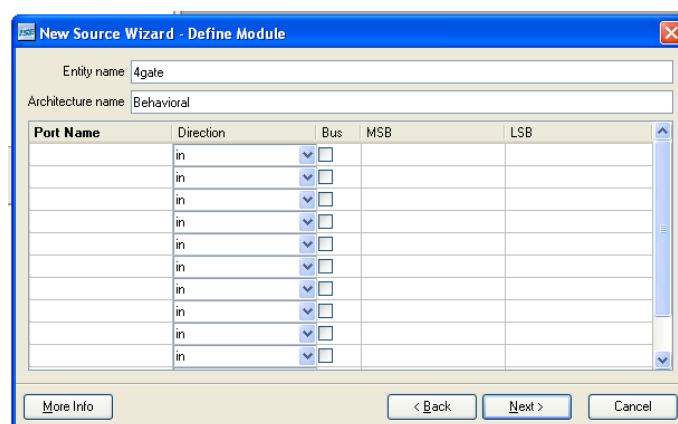 ISE New Source Wizard - Define Module
Entity name 4gate
Architecture name Behavioral
Port Name Direction Bus MSB LSB
in
in
in
in
in
in
in
in
in
in
More Info < Back Next > Cancel